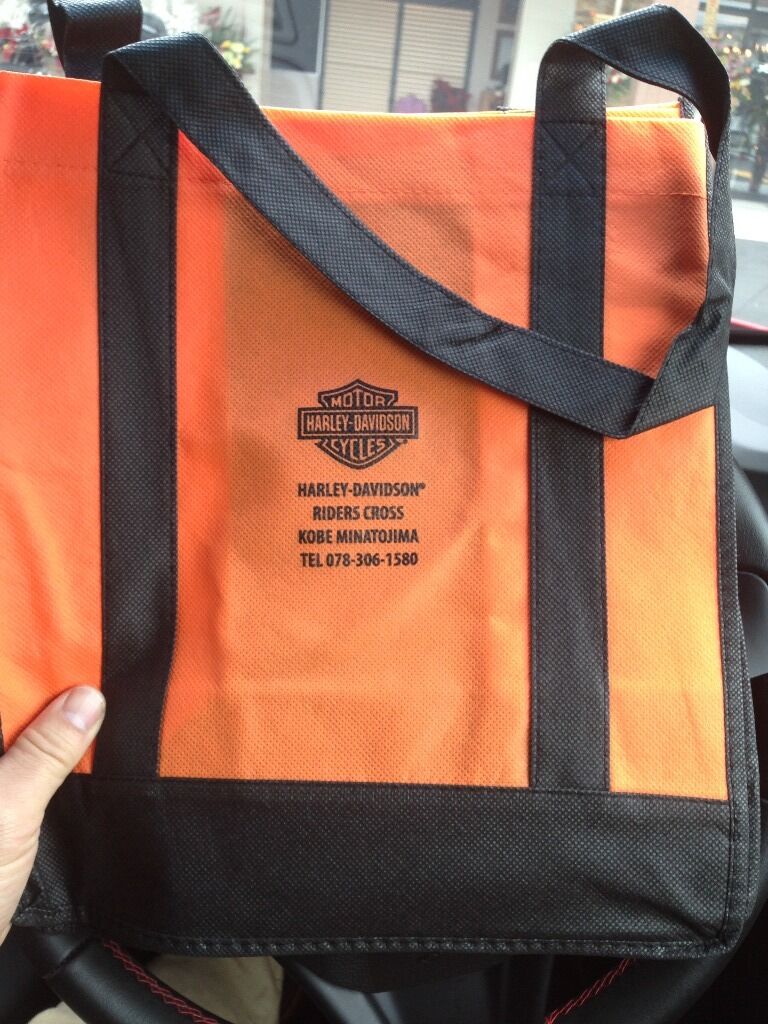 MOTOR
HARLEY-DAVIDSON
CYCLES
HARLEY-DAVIDSON®
RIDERS CROSS
KOBE MINATOJIMA
TEL 078-306-1580